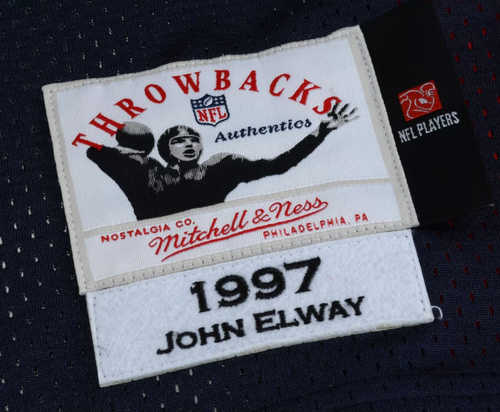 THROWBACKS
NFL
Authentics
NOSTALGIA CO.
Mitchell & Ness
PHILADELPHIA, PA
1997
JOHN ELWAY
NFL PLAYERS